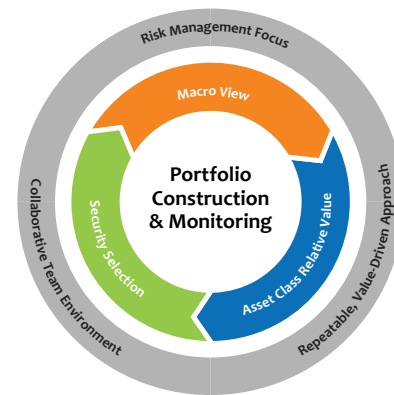 Risk Management Focus
Macro View
Portfolio
Construction
& Monitoring
Asset Class Relative Value
Security Selection
Repeatable, Value-Driven Approach
Collaborative Team Environment